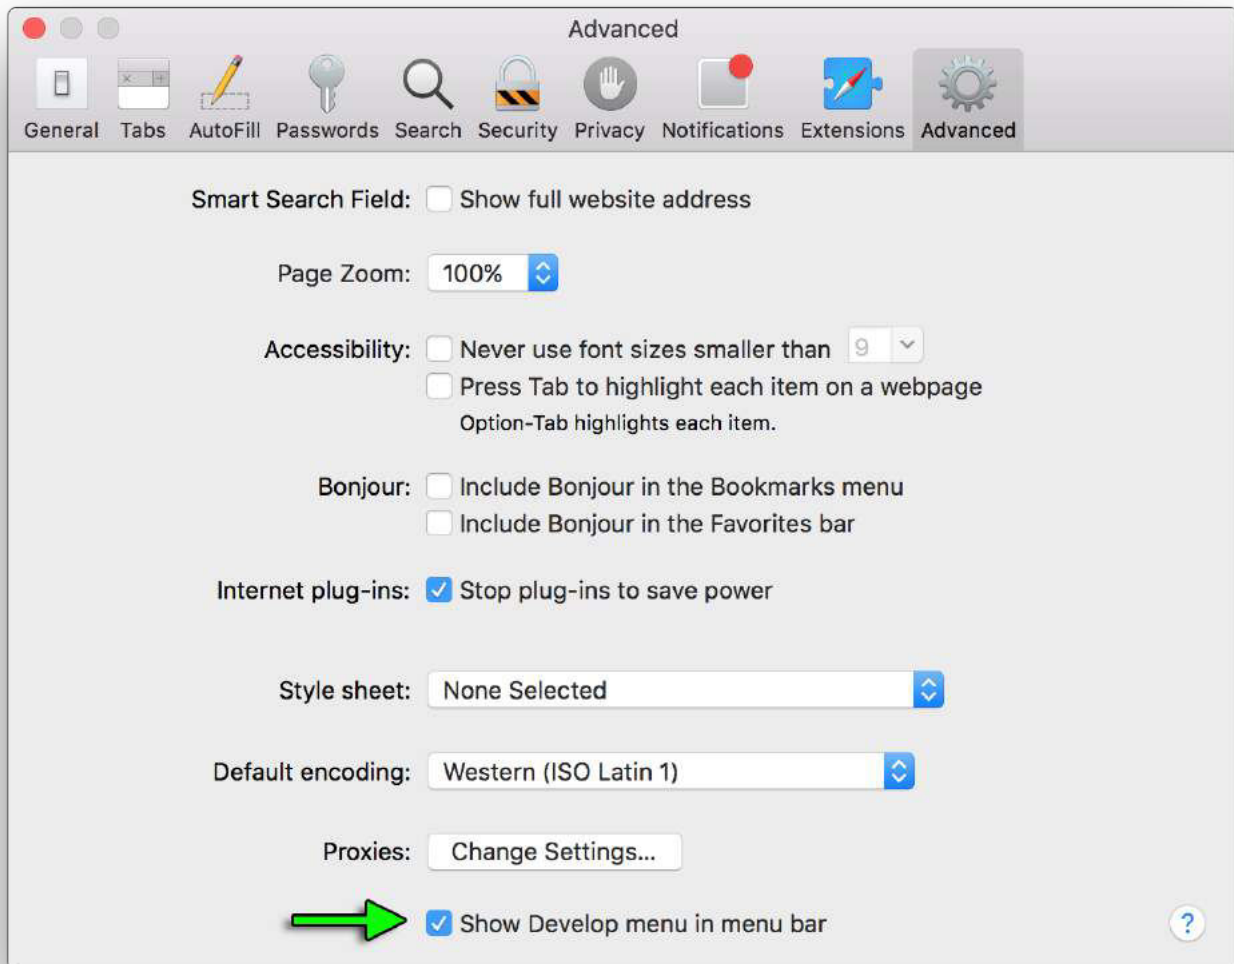 Advanced
General Tabs AutoFill Passwords Search Security Privacy Notifications Extensions Advanced
Smart Search Field: Show full website address
Page Zoom: 100%
Accessibility: Never use font sizes smaller than 9
Press Tab to highlight each item on a webpage
Option-Tab highlights each item.
Bonjour: Include Bonjour in the Bookmarks menu
Include Bonjour in the Favorites bar
Internet plug-ins: Stop plug-ins to save power
Style sheet: None Selected
Default encoding: Western (ISO Latin 1)
Proxies: Change Settings...
Show Develop menu in menu bar ?